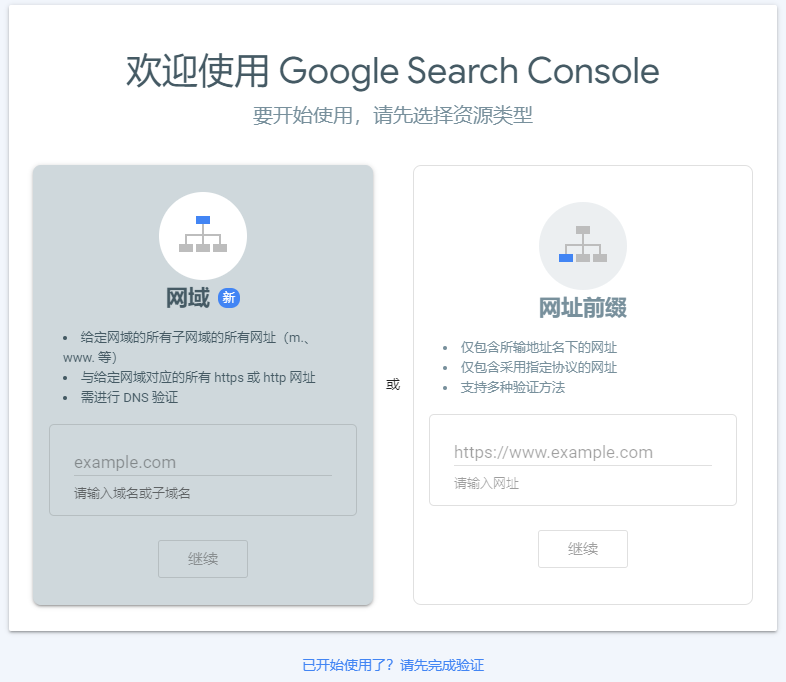 欢迎使用 Google Search Console
要开始使用，请先选择资源类型
网域 新
给定网域的所有子网域的所有网址（m.、
www. 等）
与给定网域对应的所有 https 或 http 网址
需进行 DNS 验证
example.com
请输入域名或子域名
继续
或
网址前缀
仅包含所输地址名下的网址
仅包含采用指定协议的网址
支持多种验证方法
https://www.example.com
请输入网址
继续
已开始使用了？请先完成验证